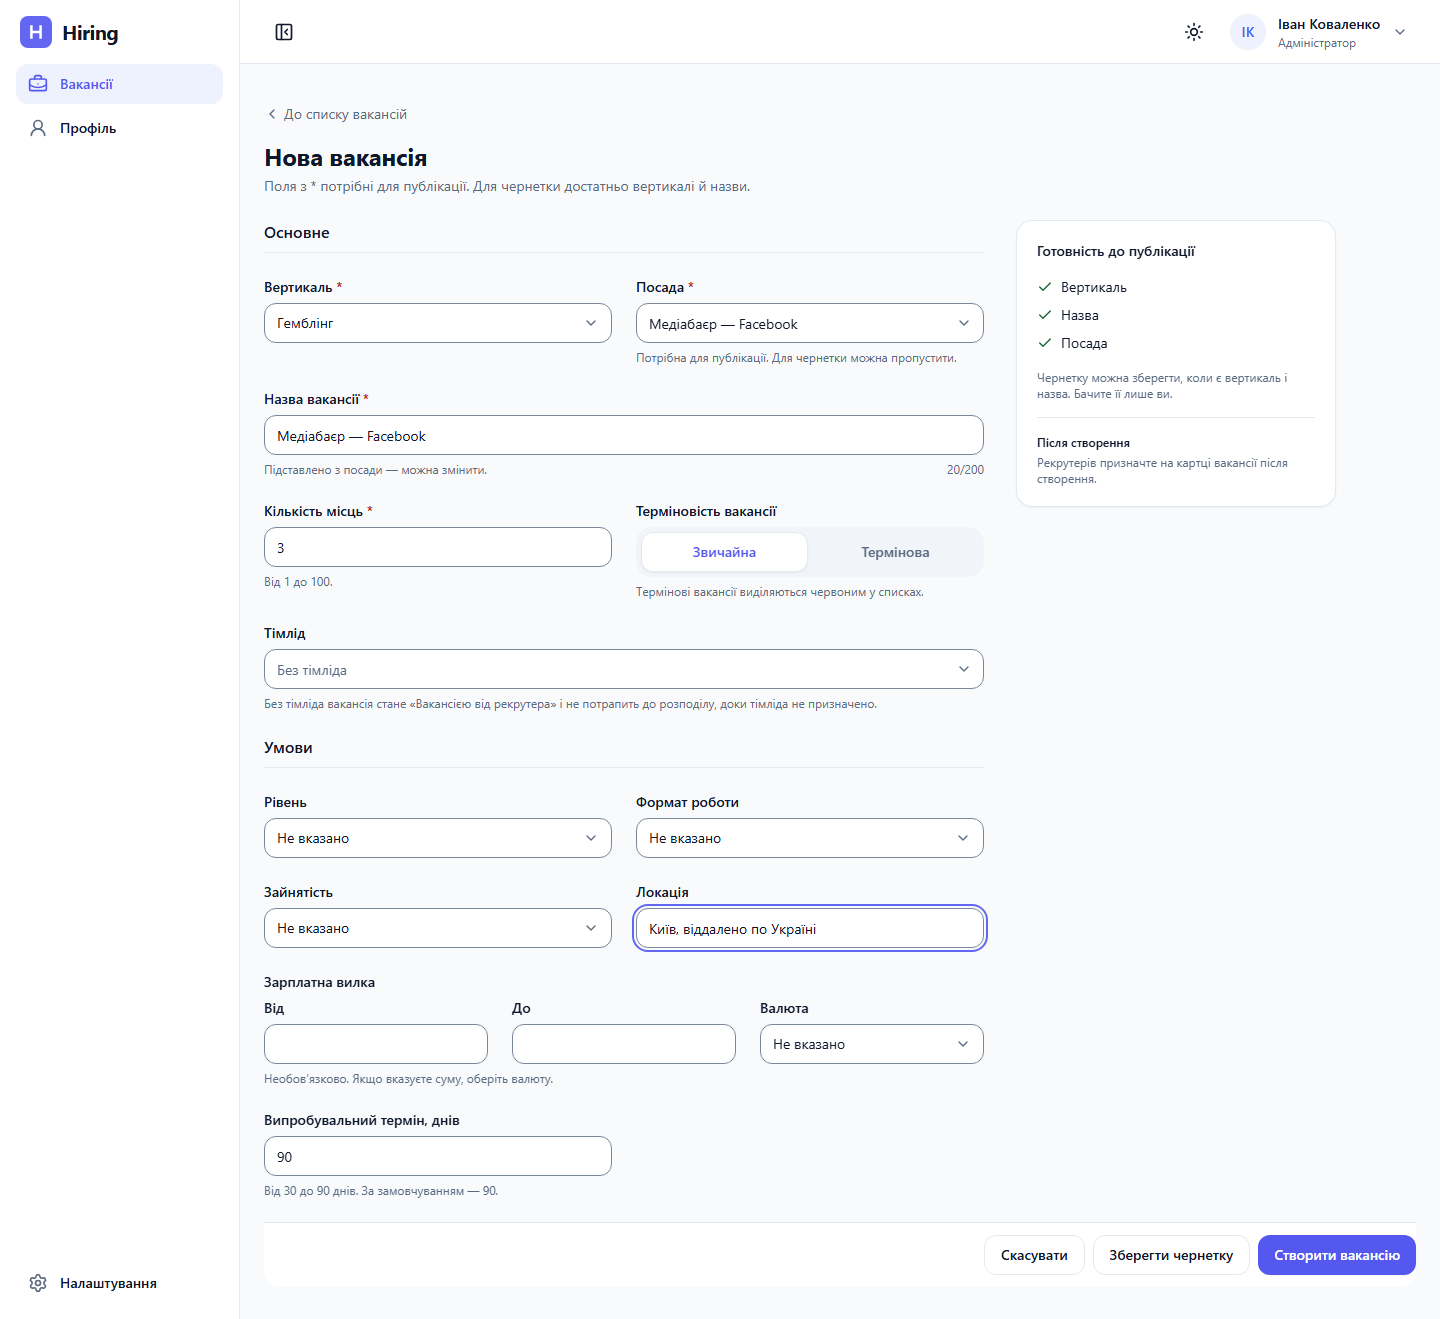 H Hiring
Вакансії
Профіль
Налаштування
ІК
Іван Коваленко
Адміністратор
До списку вакансій
Нова вакансія
Поля з * потрібні для публікації. Для чернетки достатньо вертикалі й назви.
Основне
Вертикаль *
Гемблінг
Посада *
Медіабаєр — Facebook
Потрібна для публікації. Для чернетки можна пропустити.
Назва вакансії *
Медіабаєр — Facebook
Підставлено з посади — можна змінити.
20/200
Кількість місць *
3
Від 1 до 100.
Терміновість вакансії
Звичайна
Термінова
Термінові вакансії виділяються червоним у списках.
Тімлід
Без тімліда
Без тімліда вакансія стане «Вакансією від рекрутера» і не потрапить до розподілу, доки тімліда не призначено.
Умови
Рівень
Не вказано
Формат роботи
Не вказано
Зайнятість
Не вказано
Локація
Київ, віддалено по Україні
Зарплатна вилка
Від
До
Валюта
Не вказано
Необов'язково. Якщо вказуєте суму, оберіть валюту.
Випробувальний термін, днів
90
Від 30 до 90 днів. За замовчуванням — 90.
Готовність до публікації
Вертикаль
Назва
Посада
Чернетку можна зберегти, коли є вертикаль і
назва. Бачите її лише ви.
Після створення
Рекрутерів призначте на картці вакансії після
створення.
Скасувати
Зберегти чернетку
Створити вакансію